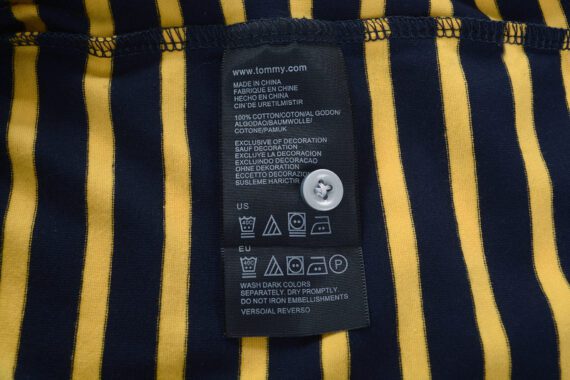 www.tommy.com
MADE IN CHINA
FABRIQUE EN CHINE
HECHO EN CHINA
CIN DE URETILMISTIR
100% COTTON/COTON/ALGODON/
ALGODAO/BAUMWOLLE/
COTONE/PAMUK
EXCLUSIVE OF DECORATION
SAUF DECORATION
EXCLUYE LA DECORACION
EXCLUINDO DECORACAO
OHNE DEKORATION
ECCETTO DECORAZIO
SUSLEME HARICTIR
US
40C
EU
40C
P
WASH DARK COLORS
SEPARATELY. DRY PROMPTLY.
DO NOT IRON EMBELLISHMENTS
VERSO/AL REVERSO